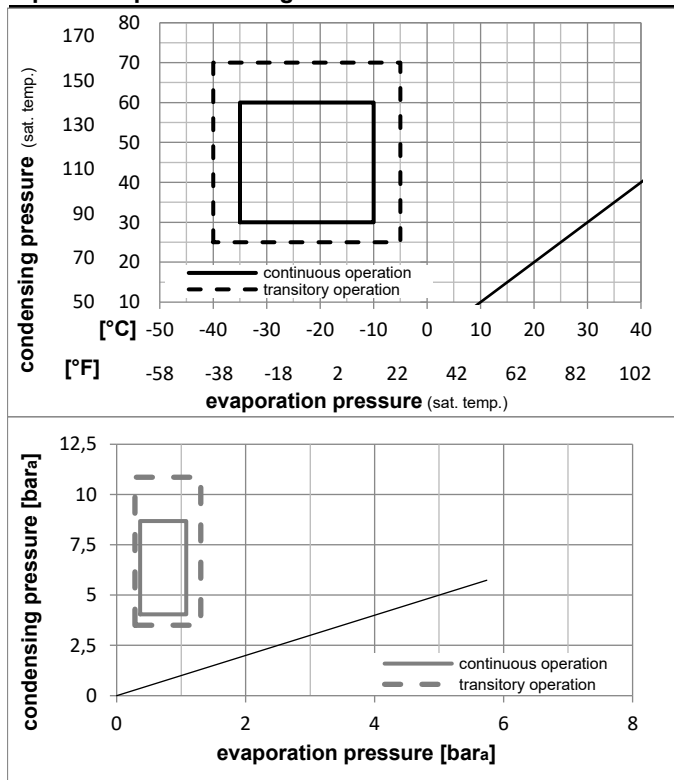 170 80
70
150
60
130
50
110
40
90
30
70
20
50 10
continuous operation
transitory operation
condensing pressure (sat. temp.)
[°C] -50 -40 -30 -20 -10 0 10 20 30 40
[°F] -58 -38 -18 2 22 42 62 82 102
evaporation pressure (sat. temp.)
12,5
10
7,5
5
2,5
0
condensing pressure [bara]
continuous operation
transitory operation
0 2 4 6 8
evaporation pressure [bara]